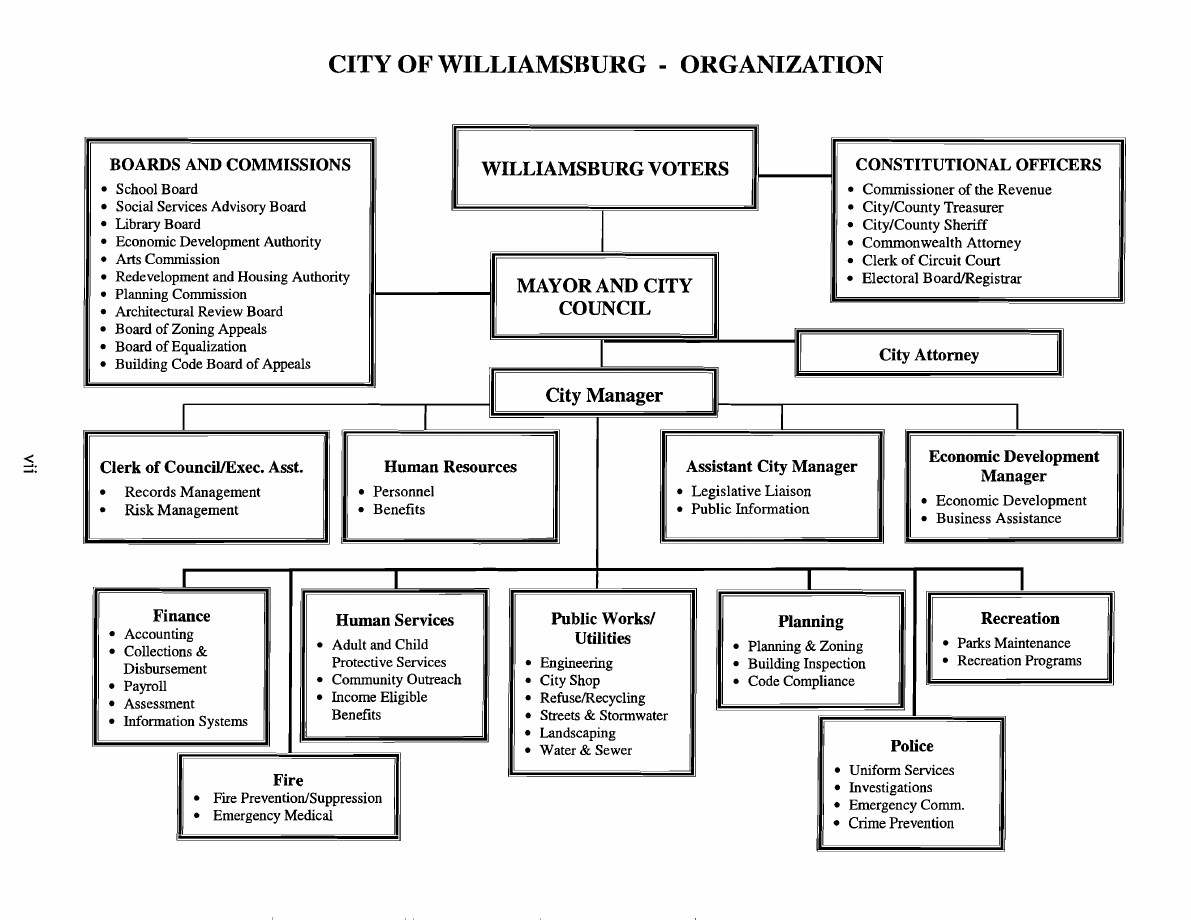 CITY OF WILLIAMSBURG - ORGANIZATION
BOARDS AND COMMISSIONS
• School Board
• Social Services Advisory Board
• Library Board
• Economic Development Authority
• Arts Commission
• Redevelopment and Housing Authority
• Planning Commission
• Architectural Review Board
• Board of Zoning Appeals
• Board of Equalization
• Building Code Board of Appeals
WILLIAMSBURG VOTERS
CONSTITUTIONAL OFFICERS
• Commissioner of the Revenue
• City/County Treasurer
• City/County Sheriff
• Commonwealth Attorney
• Clerk of Circuit Court
• Electoral Board/Registrar
MAYOR AND CITY
COUNCIL
City Attorney
City Manager
Clerk of Council/Exec. Asst.
• Records Management
• Risk Management
Human Resources
• Personnel
• Benefits
Assistant City Manager
• Legislative Liaison
• Public Information
Economic Development
Manager
• Economic Development
• Business Assistance
vii
Finance
• Accounting
• Collections &
Disbursement
• Payroll
• Assessment
• Information Systems
Fire
• Fire Prevention/Suppression
• Emergency Medical
Human Services
• Adult and Child
Protective Services
• Community Outreach
• Income Eligible
Benefits
Public Works/
Utilities
• Engineering
• City Shop
• Refuse/Recycling
• Streets & Stormwater
• Landscaping
• Water & Sewer
Planning
• Planning & Zoning
• Building Inspection
• Code Compliance
Police
• Uniform Services
• Investigations
• Emergency Comm.
• Crime Prevention
Recreation
• Parks Maintenance
• Recreation Programs